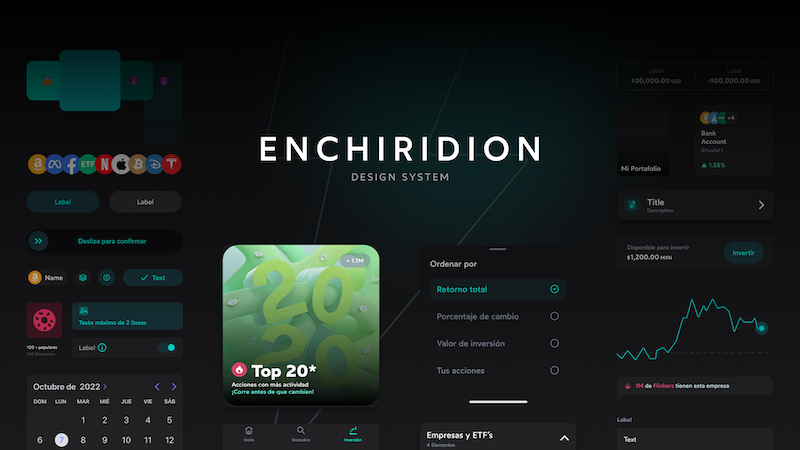 ENCHIRIDION
DESIGN SYSTEM
ETF
Label
Label
Desliza para confirmar
Name
Text
Texto máximo de 2 líneas
100 + populares
100 Elementos
Label
Octubre de 2022
DOM LUN MAR MIÉ JUE VIE SÁB
1 2 3 4 5
6 7 8 9 10 11 12
+ 1.1M
2020
Top 20*
Acciones con más actividad
¡Corre antes de que cambien!
Inicio
Descubre
Inversión
Ordenar por
Retorno total
Porcentaje de cambio
Valor de inversión
Tus acciones
Empresas y ETF's
4 Elementos
Label
$00,000.00 USD
Label
+$00,000.00 USD
Mi Portafolio
+4
Bank
Account
1.58%
Title
Description
Disponible para invertir
$1,200.00 MXN
Invertir
1M de Flinkers tienen esta empresa
Label
Text